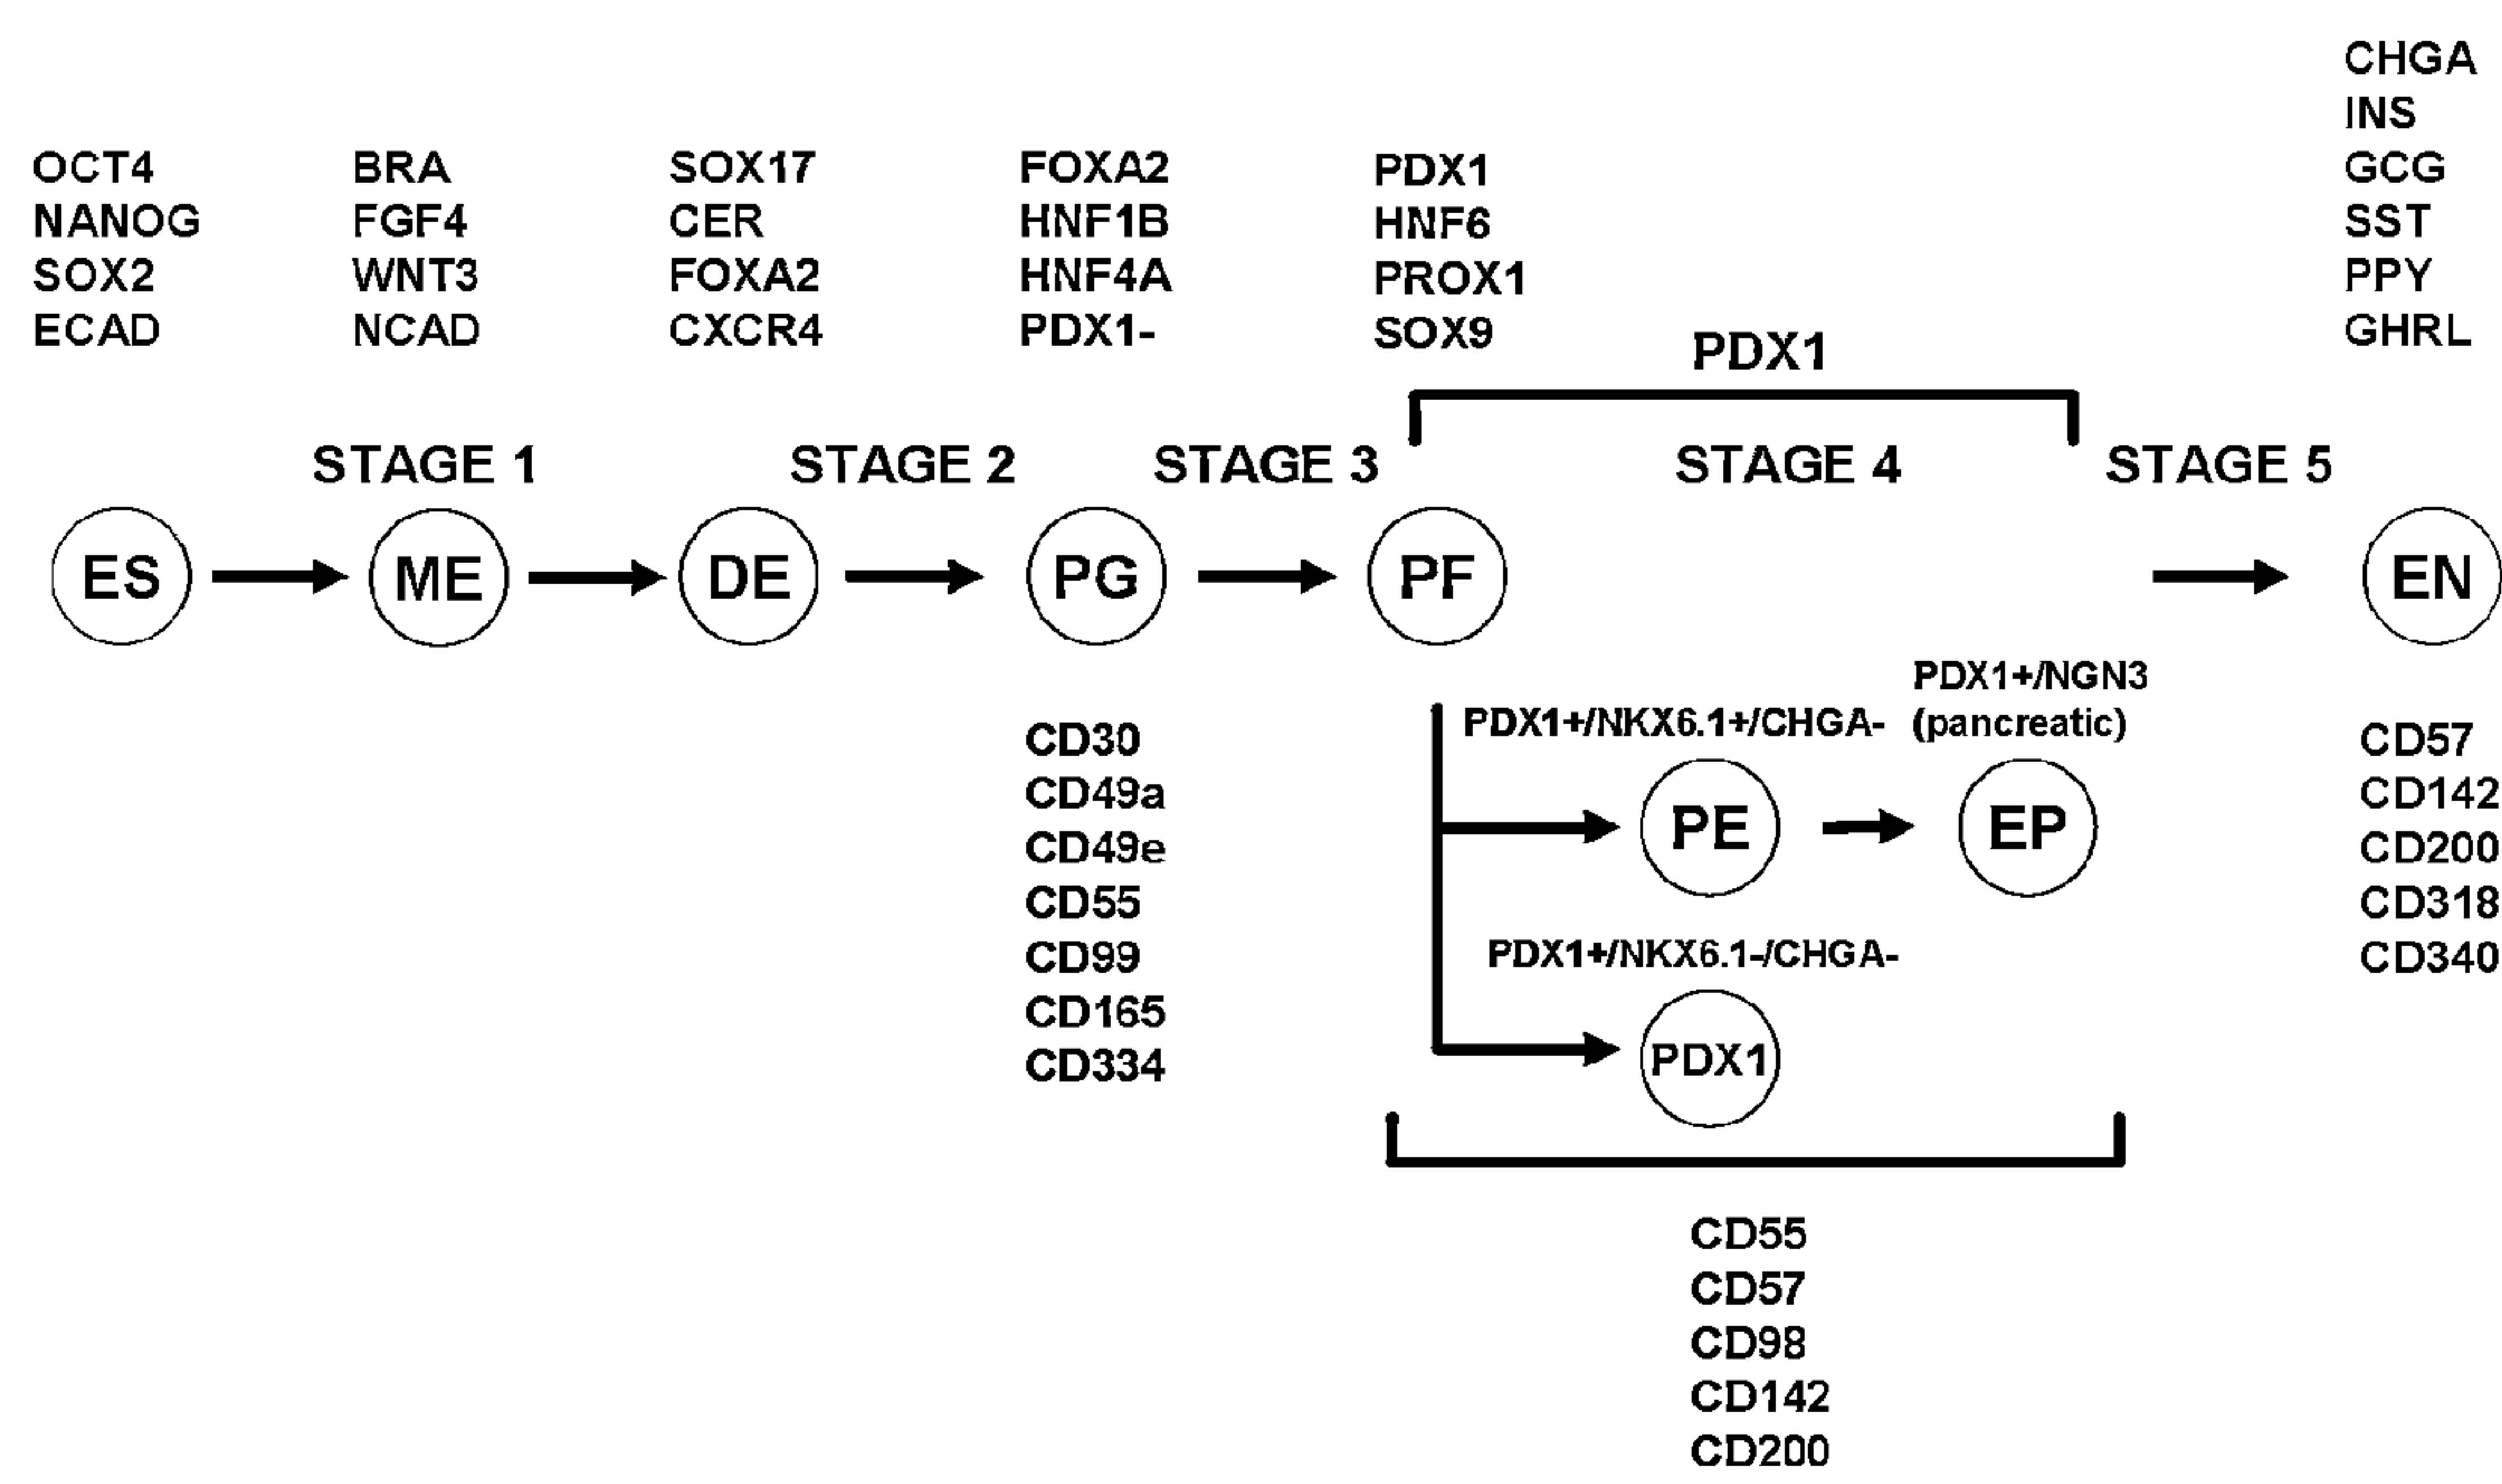 OCT4
NANOG
SOX2
ECAD
BRA
FGF4
WNT3
NCAD
SOX17
CER
FOXA2
CXCR4
FOXA2
HNF1B
HNF4A
PDX1-
PDX1
HNF6
PROX1
SOX9
PDX1
CHGA
INS
GCG
SST
PPY
GHRL
STAGE 1
STAGE 2
STAGE 3
STAGE 4
STAGE 5
ES
ME
DE
PG
PF
EN
CD30
CD49a
CD49e
CD55
CD99
CD165
CD334
PDX1+/NKX6.1+/CHGA-
PDX1+/NGN3
(pancreatic)
PE
EP
PDX1+/NKX6.1-/CHGA-
PDX1
CD57
CD142
CD200
CD318
CD340
CD55
CD57
CD98
CD142
CD200